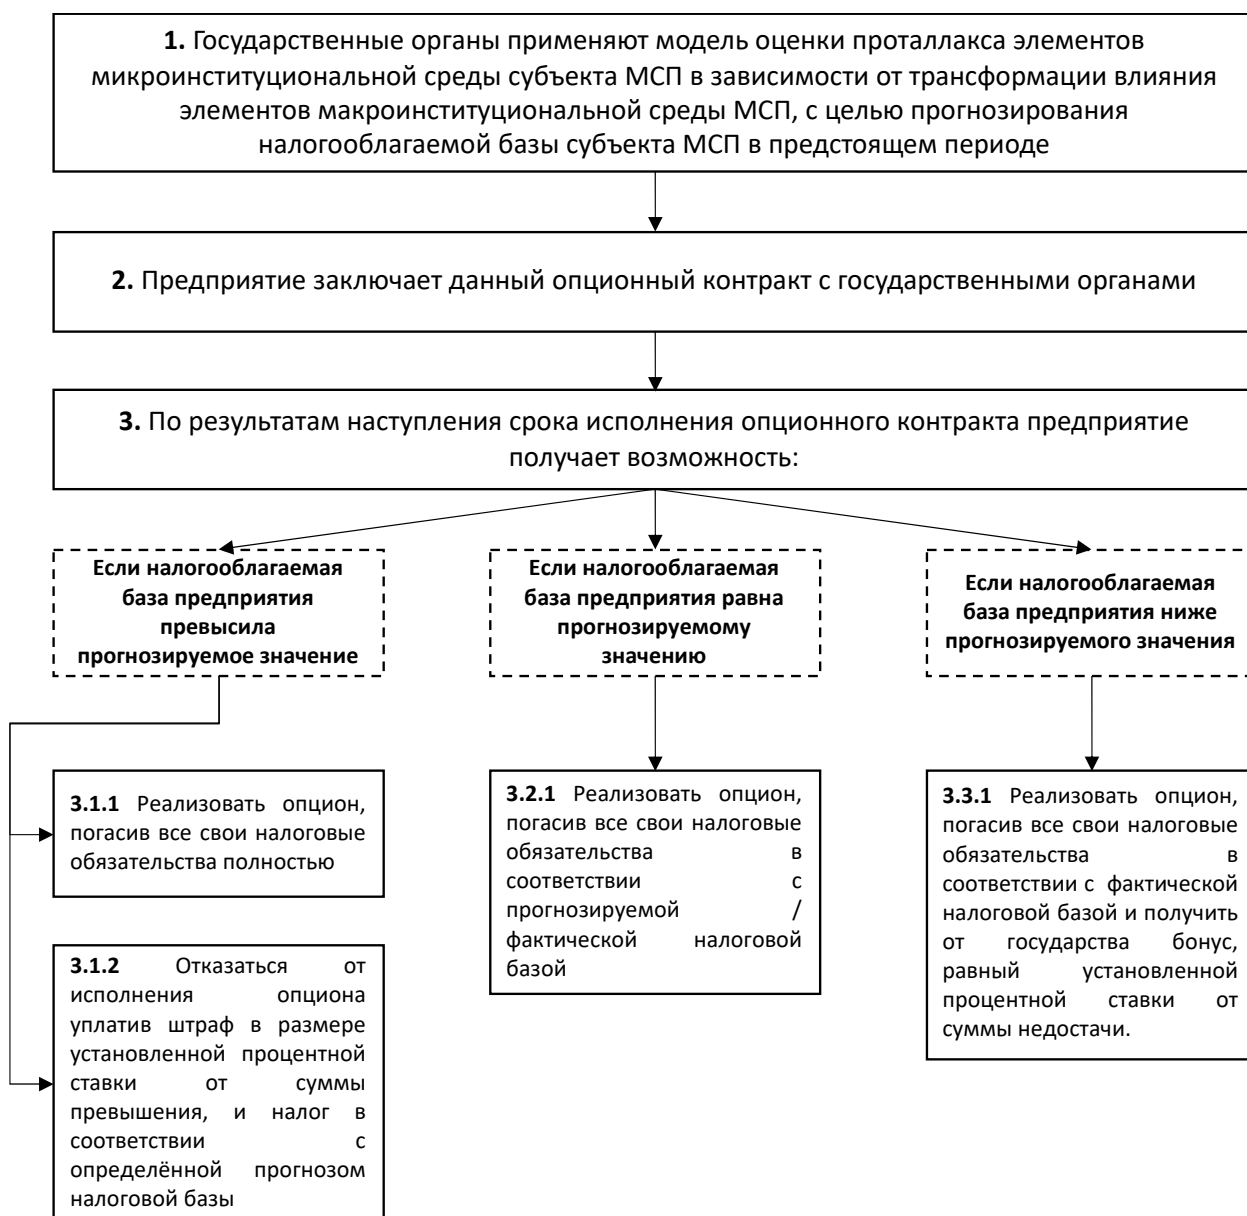 1. Государственные органы применяют модель оценки проталлакса элементов
микроинституциональной среды субъекта МСП в зависимости от трансформации влияния
элементов макроинституциональной среды МСП, с целью прогнозирования
налогооблагаемой базы субъекта МСП в предстоящем периоде
2. Предприятие заключает данный опционный контракт с государственными органами
3. По результатам наступления срока исполнения опционного контракта предприятие
получает возможность:
Если налогооблагаемая
база предприятия
превысила
прогнозируемое значение
Если налогооблагаемая
база предприятия равна
прогнозируемому
значению
Если налогооблагаемая
база предприятия ниже
прогнозируемого значения
3.1.1 Реализовать опцион,
погасив все свои налоговые
обязательства полностью
3.1.2 Отказаться от
исполнения опциона
уплатив штраф в размере
установленной процентной
ставки от суммы
превышения, и налог в
соответствии с
определённой прогнозом
налоговой базы
3.2.1 Реализовать опцион,
погасив все свои налоговые
обязательства в
соответствии с
прогнозируемой /
фактической налоговой
базой
3.3.1 Реализовать опцион,
погасив все свои налоговые
обязательства в
соответствии с фактической
налоговой базой и получить
от государства бонус,
равный установленной
процентной ставки от
суммы недостачи.